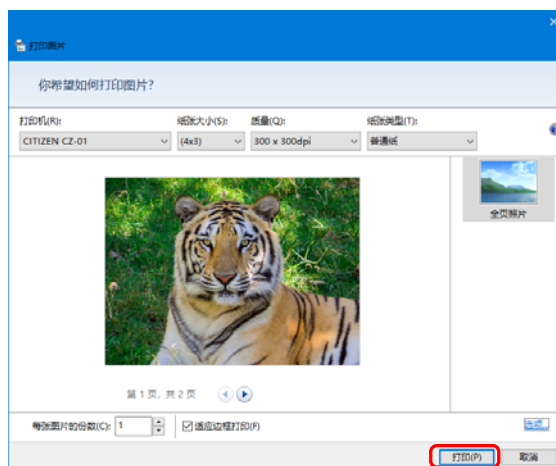 打印图片
你希望如何打印图片?
打印机(R): 纸张大小(S): 质量(Q): 纸张类型(T):
CITIZEN CZ-01 (4x3) 300 x 300dpi 普通纸
全页照片
第 1 页, 共 2 页
每张图片的份数(C): 1 适应边框打印(F) 选项...
打印(P) 取消